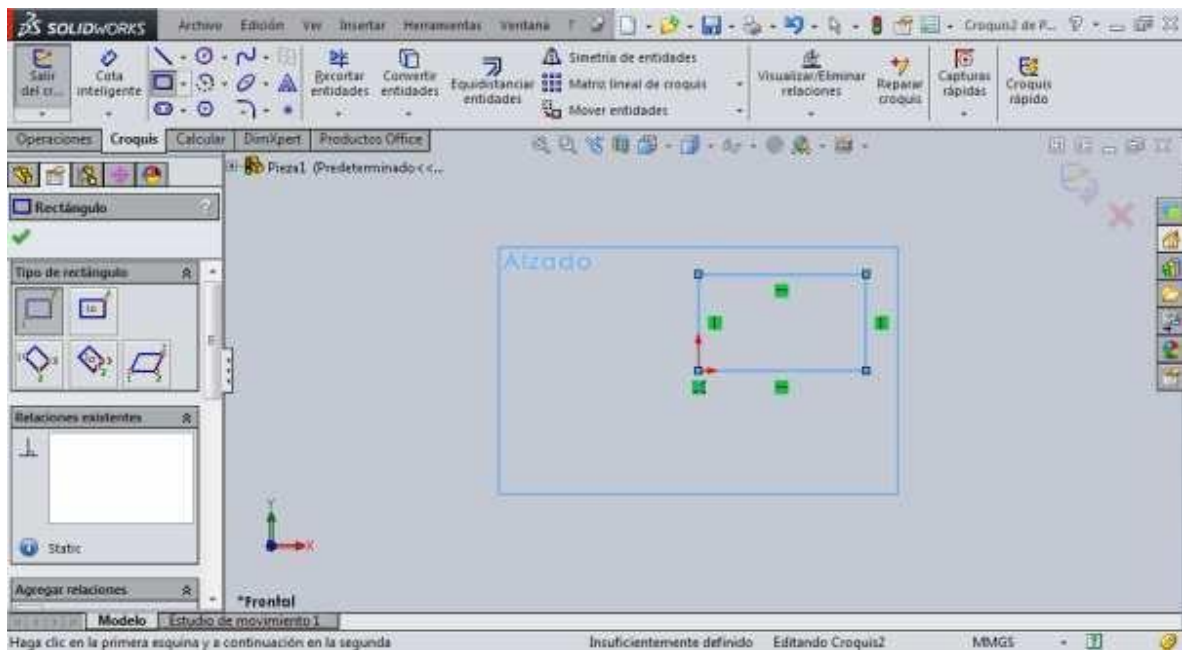 SOLIDWORKS
Archivo Edición Ver Insertar Herramientas Ventana ?
Croquis2 de P...
Salir del cr...
Cota inteligente
Recortar entidades
Convertir entidades
Equidistanciar entidades
Simetría de entidades
Matriz lineal de croquis
Mover entidades
Visualizar/Eliminar relaciones
Reparar croquis
Capturas rápidas
Croquis rápido
Operaciones Croquis Calcular DimXpert Productos Office
Pieza1 (Predeterminado<<...
Rectángulo
Tipo de rectángulo
Alzado
Relaciones existentes
Static
Agregar relaciones
Y
X
*Frontal
Modelo Estudio de movimiento 1
Haga clic en la primera esquina y a continuación en la segunda
Insuficientemente definido Editando Croquis2 MMGS